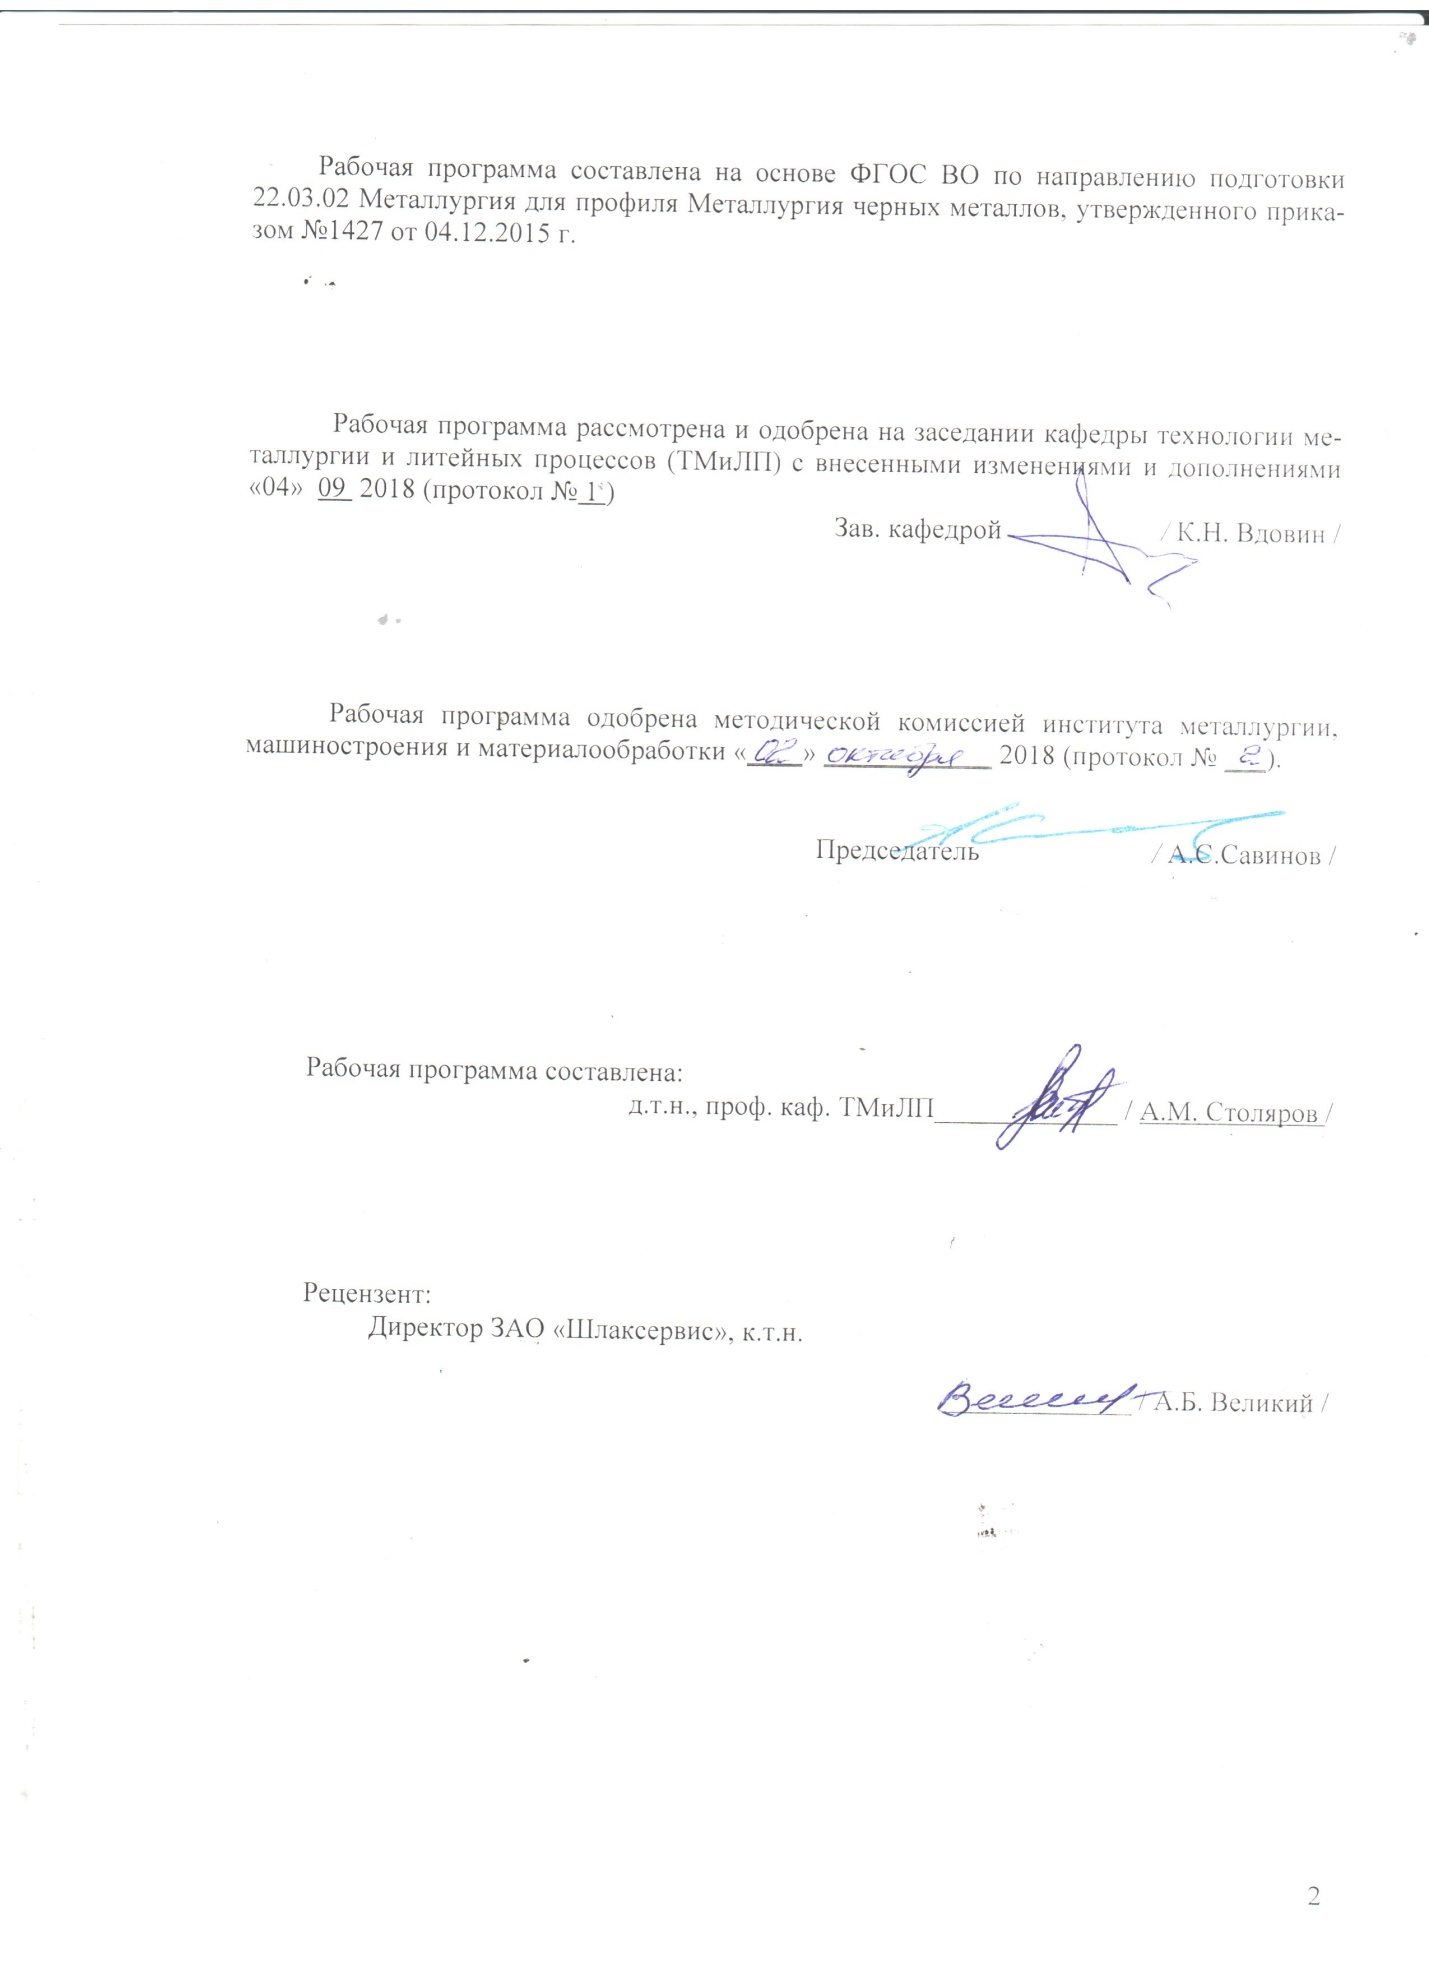 Рабочая программа составлена на основе ФГОС ВО по направлению подготовки
22.03.02 Металлургия для профиля Металлургия черных металлов, утвержденного прика-
зом №1427 от 04.12.2015 г.
Рабочая программа рассмотрена и одобрена на заседании кафедры технологии ме-
таллургии и литейных процессов (ТМиЛП) с внесенными изменениями и дополнениями
«04» 09 2018 (протокол № 1)
Зав. кафедрой / К.Н. Вдовин /
Рабочая программа одобрена методической комиссией института металлургии,
машиностроения и материалообработки «02» октября 2018 (протокол № 2).
Председатель / А.С.Савинов /
Рабочая программа составлена:
д.т.н., проф. каф. ТМиЛП / А.М. Столяров /
Рецензент:
Директор ЗАО «Шлаксервис», к.т.н.
/ А.Б. Великий /
2